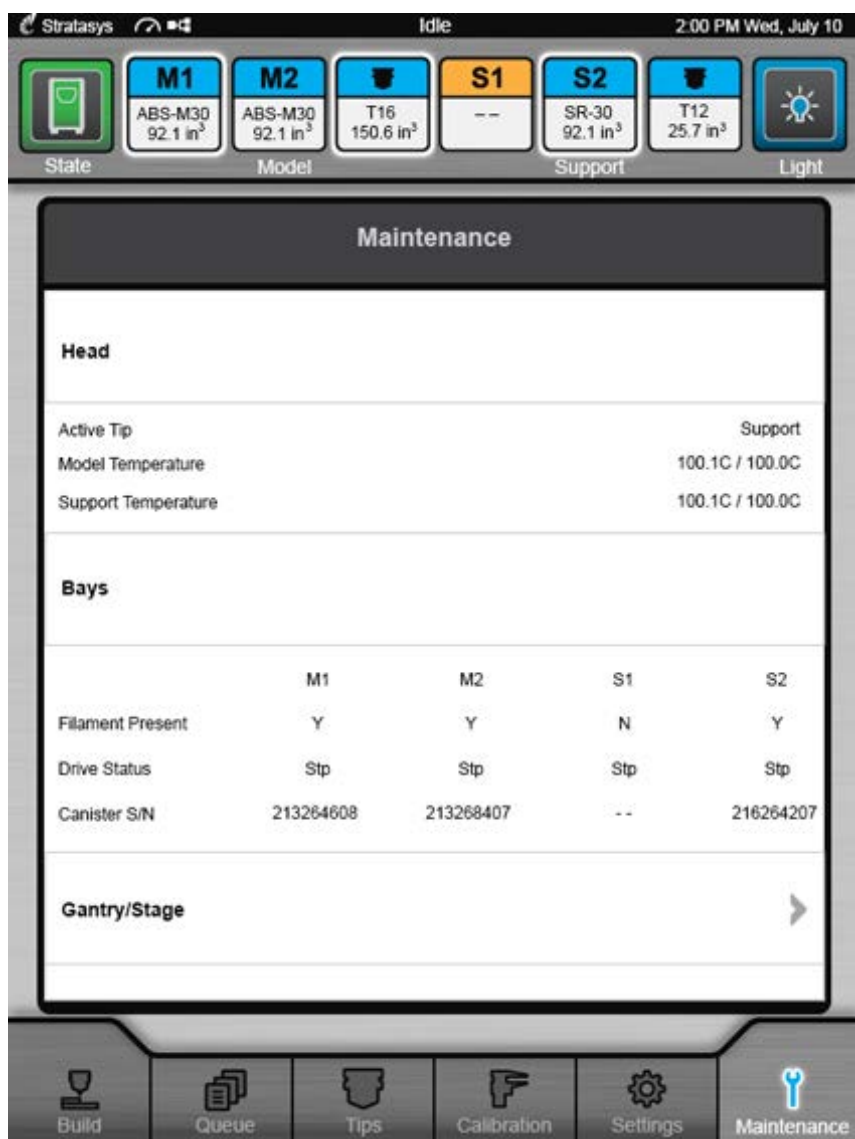 Stratasys Idle 2:00 PM Wed, July 10
M1 M2 S1 S2
ABS-M30 ABS-M30 T16 -- SR-30 T12
92.1 in³ 92.1 in³ 150.6 in³ 92.1 in³ 25.7 in³
State Model Support Light
Maintenance
Head
Active Tip Support
Model Temperature 100.1C / 100.0C
Support Temperature 100.1C / 100.0C
Bays
M1 M2 S1 S2
Filament Present Y Y N Y
Drive Status Stp Stp Stp Stp
Canister S/N 213264608 213268407 -- 216264207
Gantry/Stage
Build Queue Tips Calibration Settings Maintenance